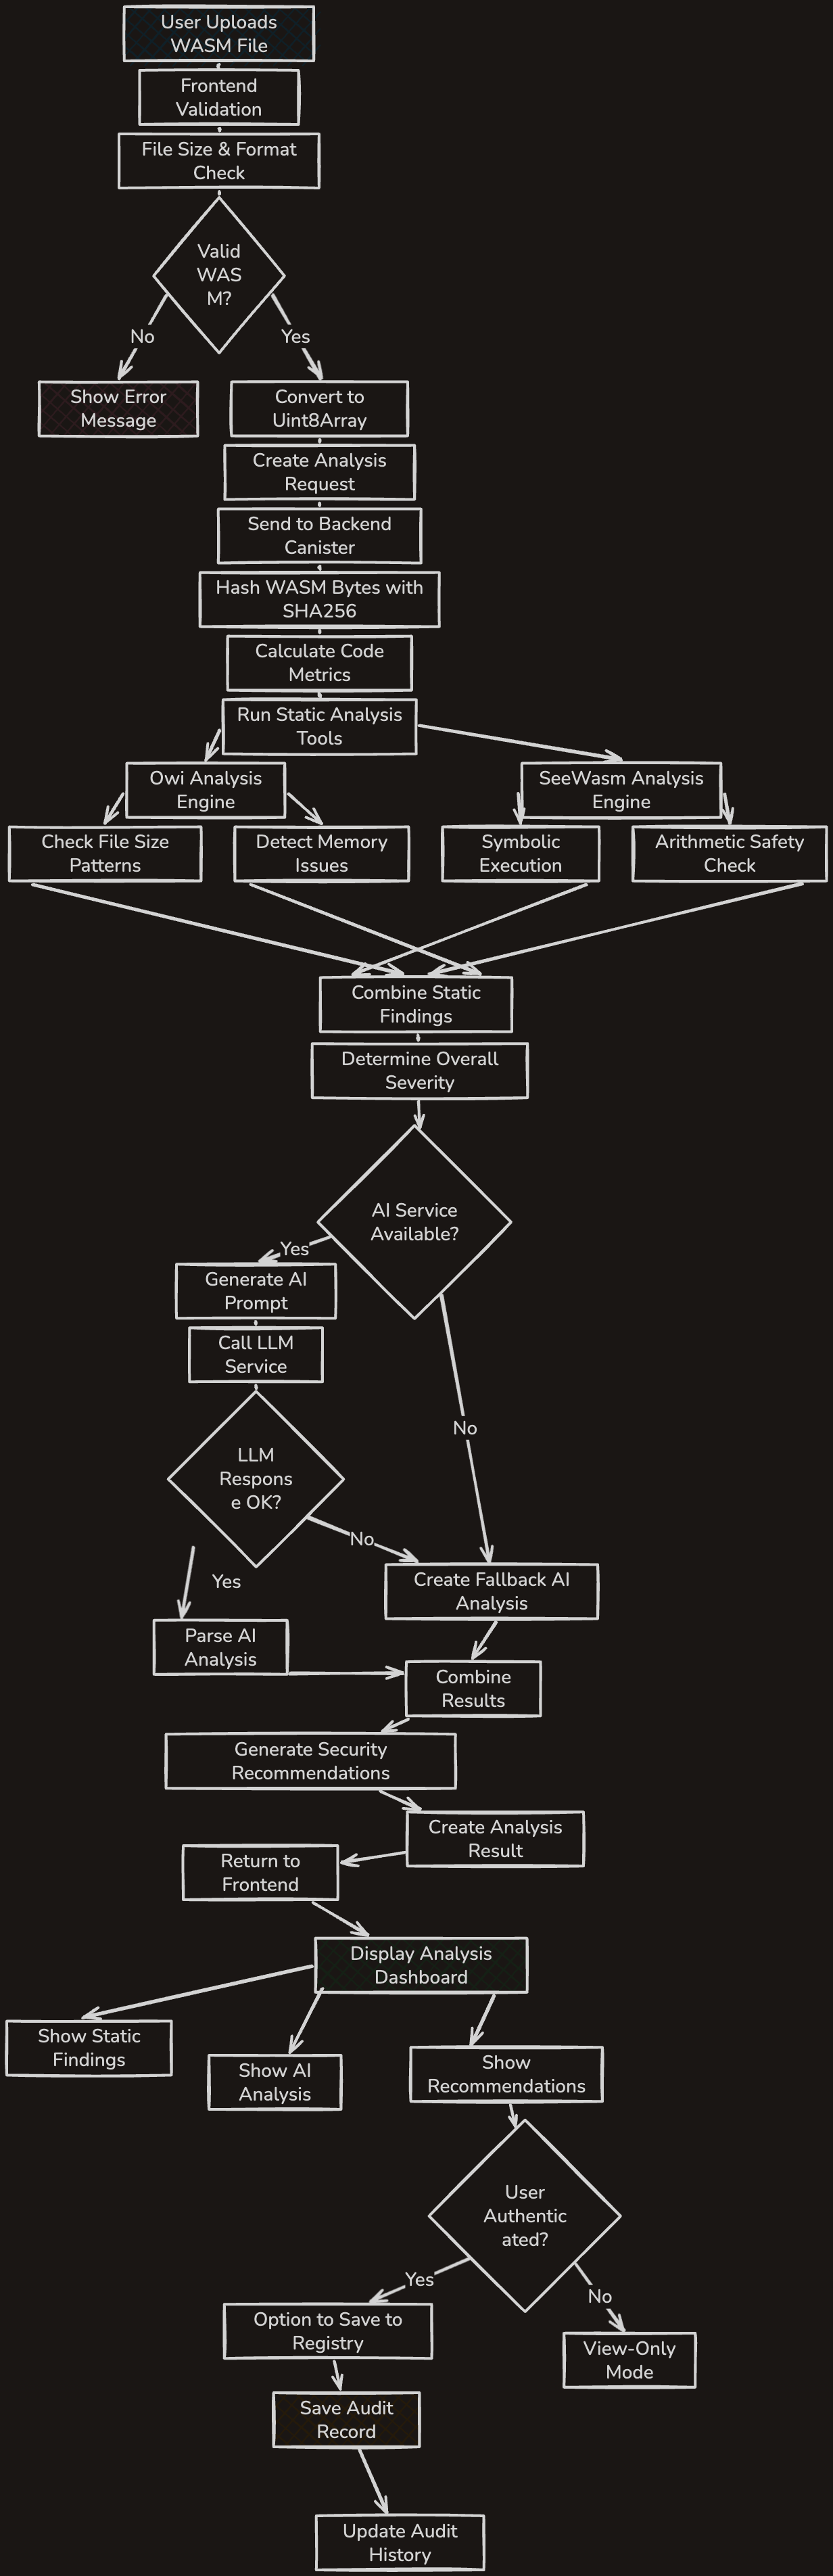 User Uploads
WASM File
Frontend
Validation
File Size & Format
Check
Valid
WAS
M?
No
Yes
Show Error
Message
Convert to
Uint8Array
Create Analysis
Request
Send to Backend
Canister
Hash WASM Bytes with
SHA256
Calculate Code
Metrics
Run Static Analysis
Tools
Owi Analysis
Engine
SeeWasm Analysis
Engine
Check File Size
Patterns
Detect Memory
Issues
Symbolic
Execution
Arithmetic Safety
Check
Combine Static
Findings
Determine Overall
Severity
AI Service
Available?
Yes
Generate AI
Prompt
Call LLM
Service
No
LLM
Respons
e OK?
No
Yes
Create Fallback AI
Analysis
Parse AI
Analysis
Combine
Results
Generate Security
Recommendations
Create Analysis
Result
Return to
Frontend
Display Analysis
Dashboard
Show Static
Findings
Show AI
Analysis
Show
Recommendations
User
Authentic
ated?
Yes
No
Option to Save to
Registry
View-Only
Mode
Save Audit
Record
Update Audit
History